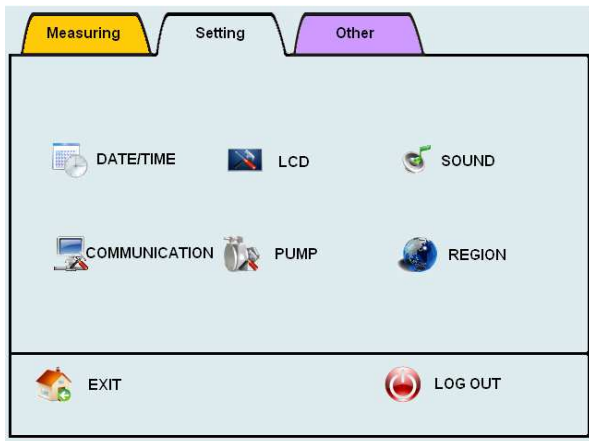 Measuring Setting Other
DATE/TIME LCD SOUND
COMMUNICATION PUMP REGION
EXIT LOG OUT